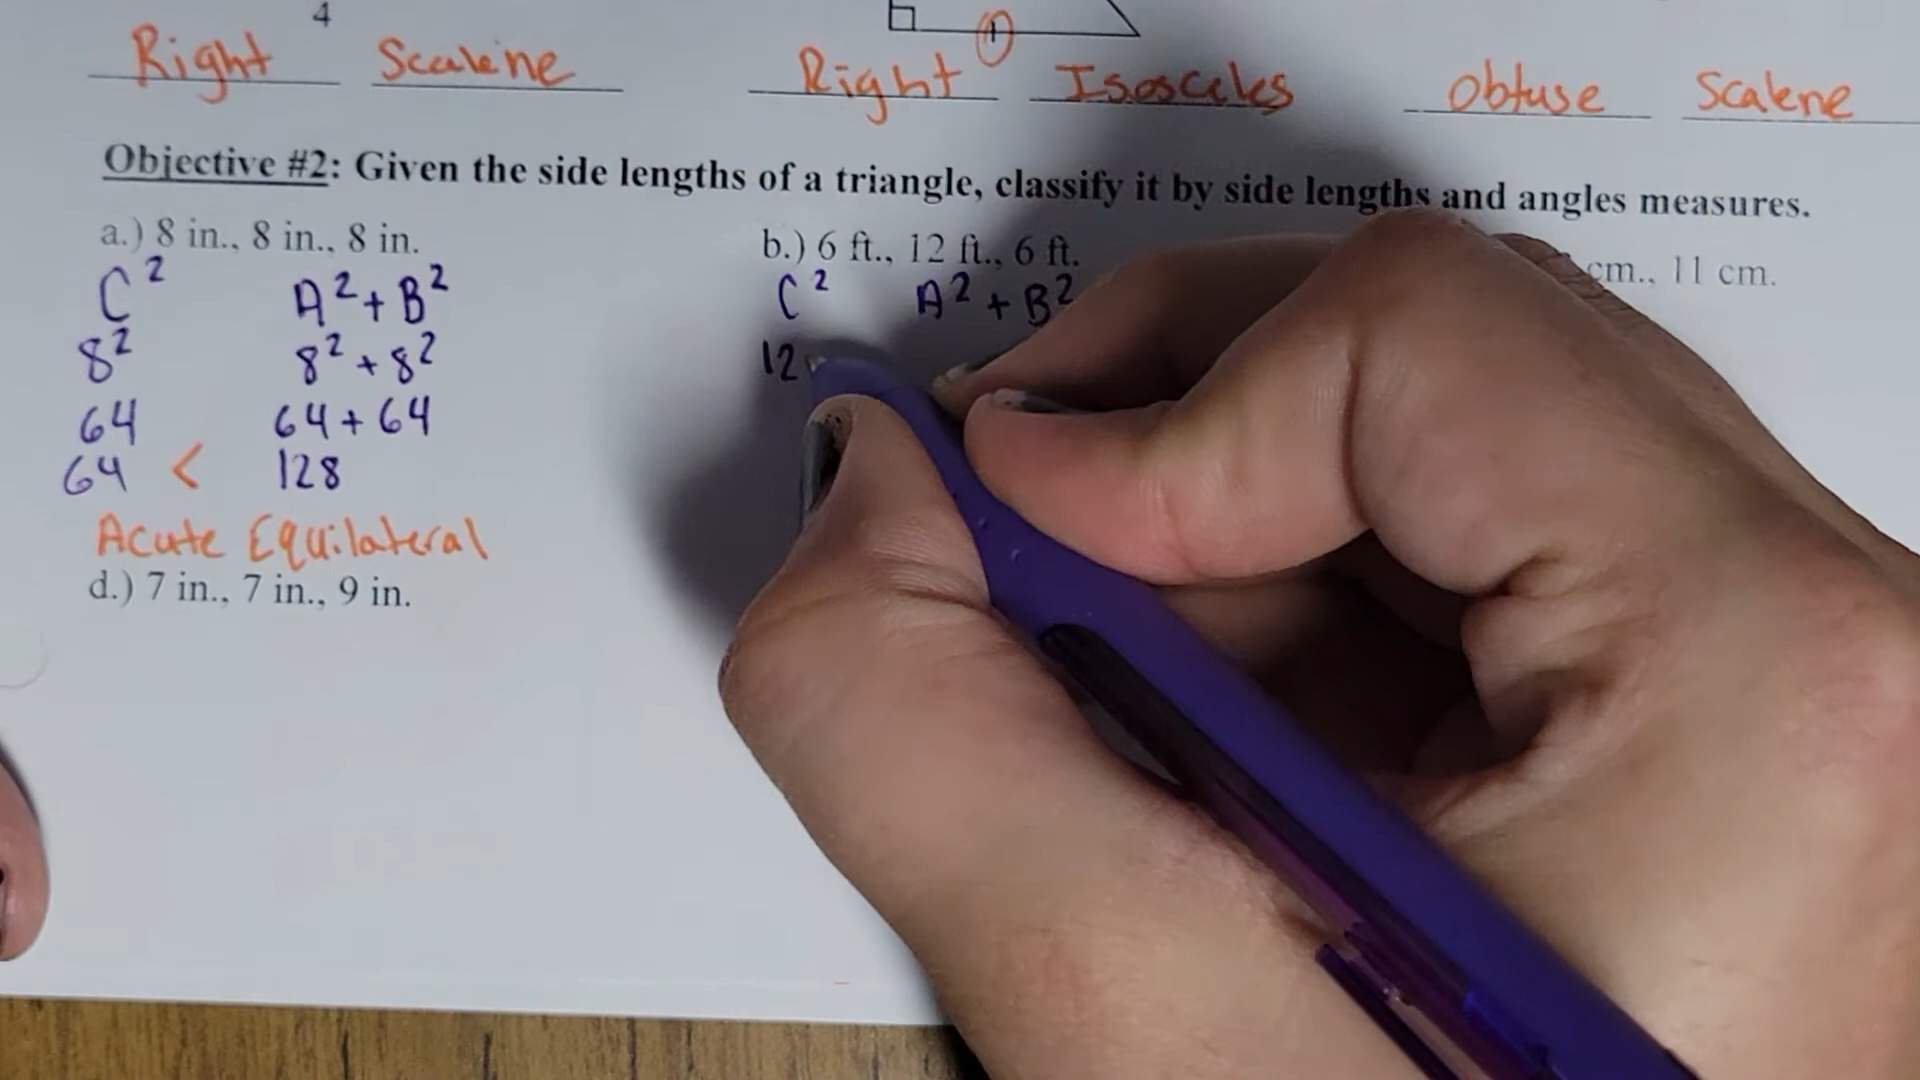 4
1
Right Scalene Right Isosceles Obtuse Scalene
Objective #2: Given the side lengths of a triangle, classify it by side lengths and angles measures.
a.) 8 in., 8 in., 8 in.
C² A² + B²
8² 8² + 8²
64 64 + 64
64 < 128
Acute Equilateral
b.) 6 ft., 12 ft., 6 ft.
C² A² + B²
12
cm., 11 cm.
d.) 7 in., 7 in., 9 in.